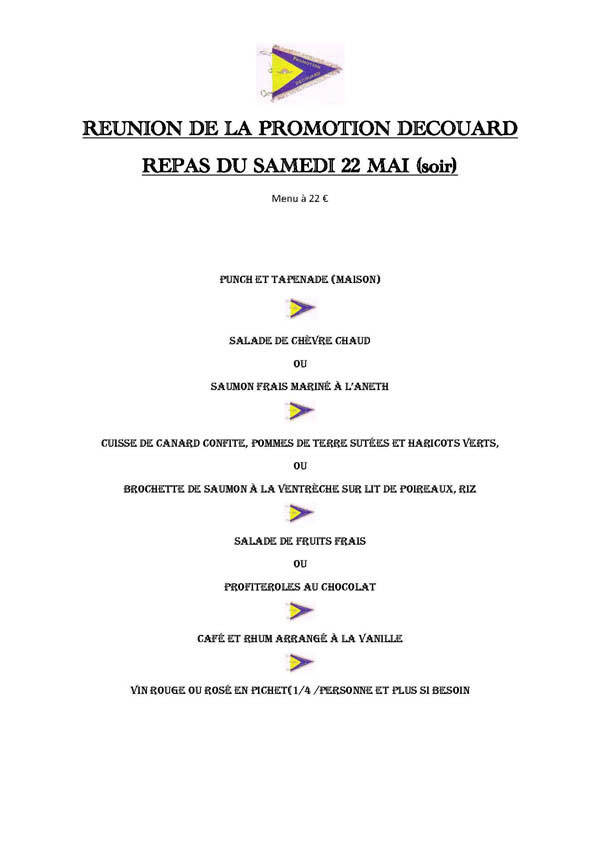 PROMOTION
DECOUARD
REUNION DE LA PROMOTION DECOUARD
REPAS DU SAMEDI 22 MAI (soir)
Menu à 22 €
PUNCH ET TAPENADE (MAISON)
SALADE DE CHÈVRE CHAUD
OU
SAUMON FRAIS MARINÉ À L'ANETH
CUISSE DE CANARD CONFITE, POMMES DE TERRE SUTÉES ET HARICOTS VERTS,
OU
BROCHETTE DE SAUMON À LA VENTRÈCHE SUR LIT DE POIREAUX, RIZ
SALADE DE FRUITS FRAIS
OU
PROFITEROLES AU CHOCOLAT
CAFÉ ET RHUM ARRANGÉ À LA VANILLE
VIN ROUGE OU ROSÉ EN PICHET(1/4 /PERSONNE ET PLUS SI BESOIN